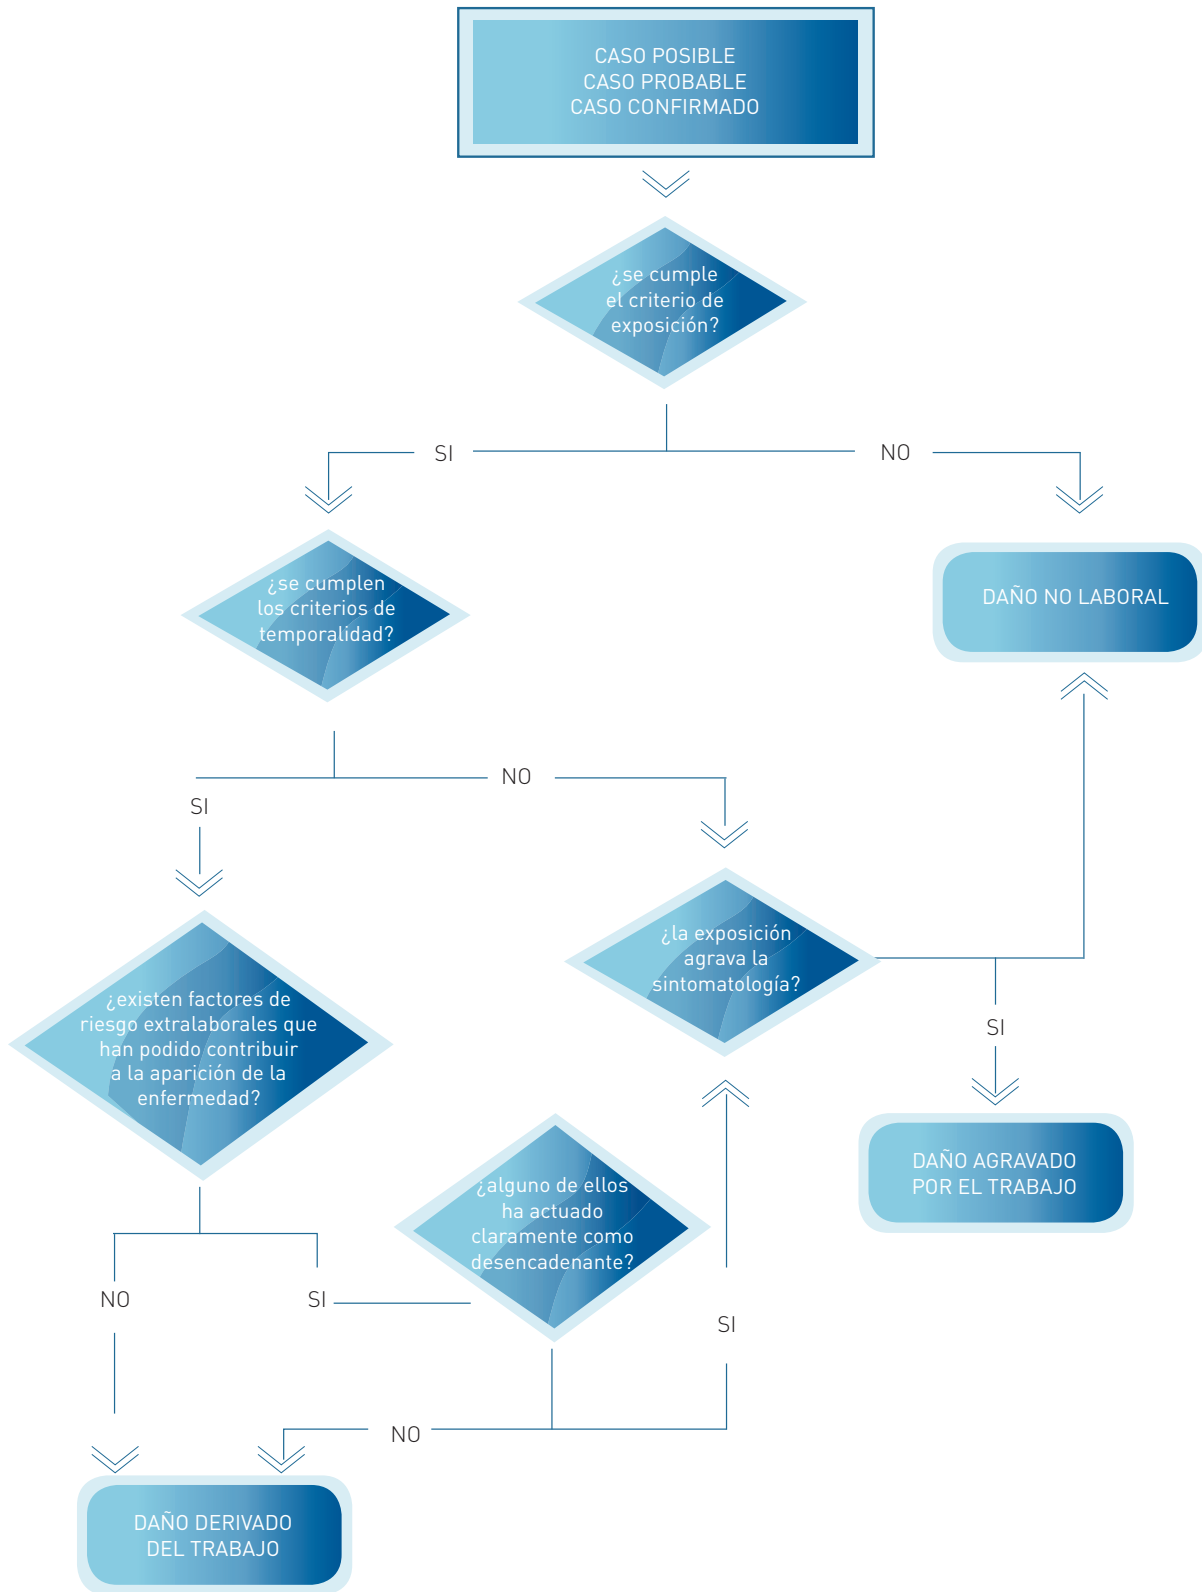 CASO POSIBLE
CASO PROBABLE
CASO CONFIRMADO
¿se cumple
el criterio de
exposición?
SI
NO
¿se cumplen
los criterios de
temporalidad?
DAÑO NO LABORAL
NO
SI
¿la exposición
agrava la
sintomatología?
¿existen factores de
riesgo extralaborales que
han podido contribuir
a la aparición de la
enfermedad?
SI
DAÑO AGRAVADO
POR EL TRABAJO
¿alguno de ellos
ha actuado
claramente como
desencadenante?
NO
SI
SI
NO
DAÑO DERIVADO
DEL TRABAJO